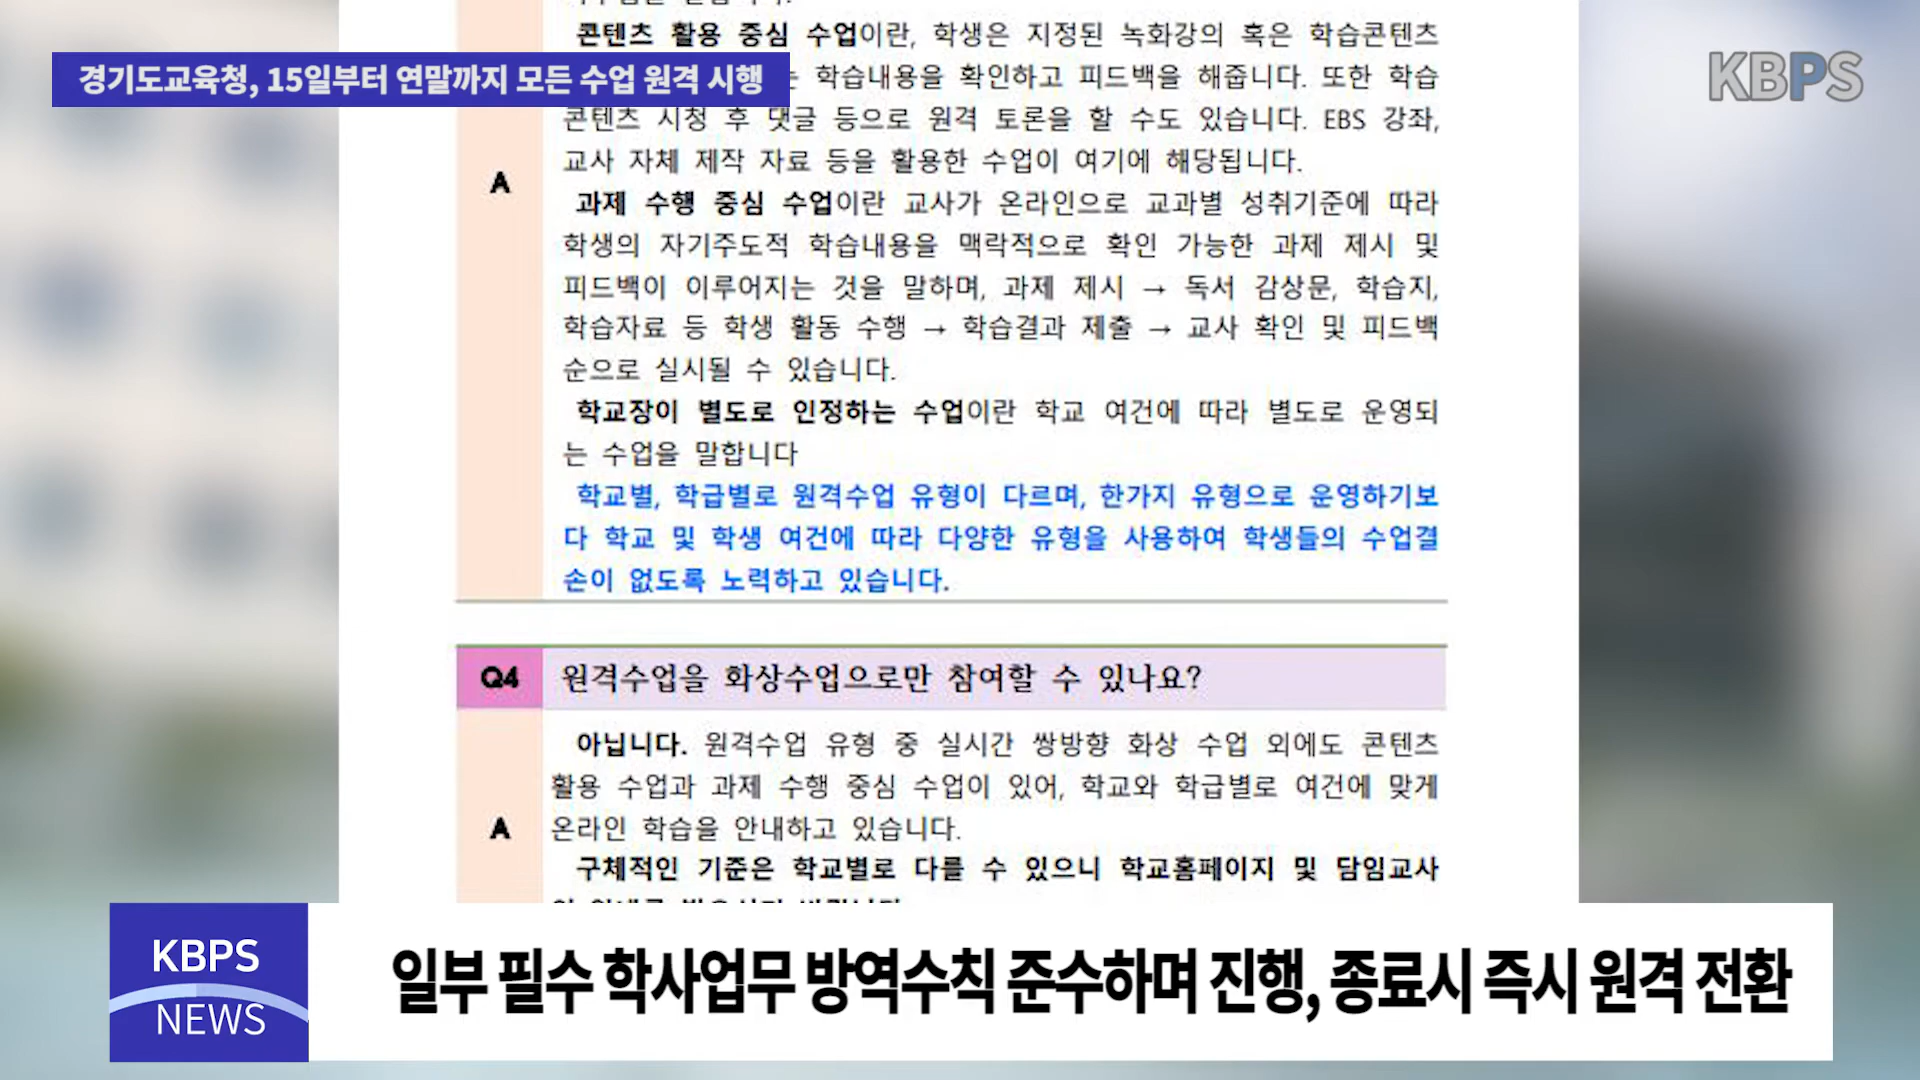 콘텐츠 활용 중심 수업이란, 학생은 지정된 녹화강의 혹은 학습콘텐츠
경기도교육청, 15일부터 연말까지 모든 수업 원격 시행
KBPS
학습내용을 확인하고 피드백을 해줍니다. 또한 학습
콘텐츠 시청 후 댓글 등으로 원격 토론을 할 수도 있습니다. EBS 강좌,
교사 자체 제작 자료 등을 활용한 수업이 여기에 해당됩니다.
A
과제 수행 중심 수업이란 교사가 온라인으로 교과별 성취기준에 따라
학생의 자기주도적 학습내용을 맥락적으로 확인 가능한 과제 제시 및
피드백이 이루어지는 것을 말하며, 과제 제시 → 독서 감상문, 학습지,
학습자료 등 학생 활동 수행 → 학습결과 제출 → 교사 확인 및 피드백
순으로 실시될 수 있습니다.
학교장이 별도로 인정하는 수업이란 학교 여건에 따라 별도로 운영되
는 수업을 말합니다
학교별, 학급별로 원격수업 유형이 다르며, 한가지 유형으로 운영하기보
다 학교 및 학생 여건에 따라 다양한 유형을 사용하여 학생들의 수업결
손이 없도록 노력하고 있습니다.
Q4 원격수업을 화상수업으로만 참여할 수 있나요?
아닙니다. 원격수업 유형 중 실시간 쌍방향 화상 수업 외에도 콘텐츠
활용 수업과 과제 수행 중심 수업이 있어, 학교와 학급별로 여건에 맞게
A
온라인 학습을 안내하고 있습니다.
구체적인 기준은 학교별로 다를 수 있으니 학교홈페이지 및 담임교사
KBPS
NEWS
일부 필수 학사업무 방역수칙 준수하며 진행, 종료시 즉시 원격 전환